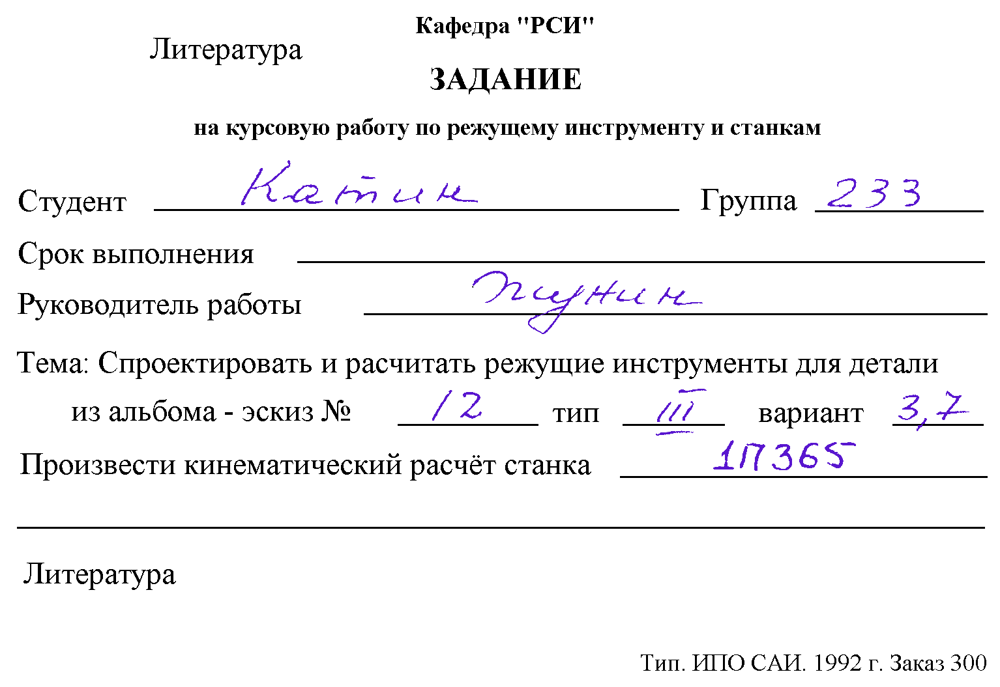 Кафедра "РСИ"
Литература
ЗАДАНИЕ
на курсовую работу по режущему инструменту и станкам
Студент Катин Группа 233
Срок выполнения
Руководитель работы
Тема: Спроектировать и расчитать режущие инструменты для детали
из альбома - эскиз № 12 тип III вариант 3,7
Произвести кинематический расчёт станка 1П365
Литература
Тип. ИПО САИ. 1992 г. Заказ 300